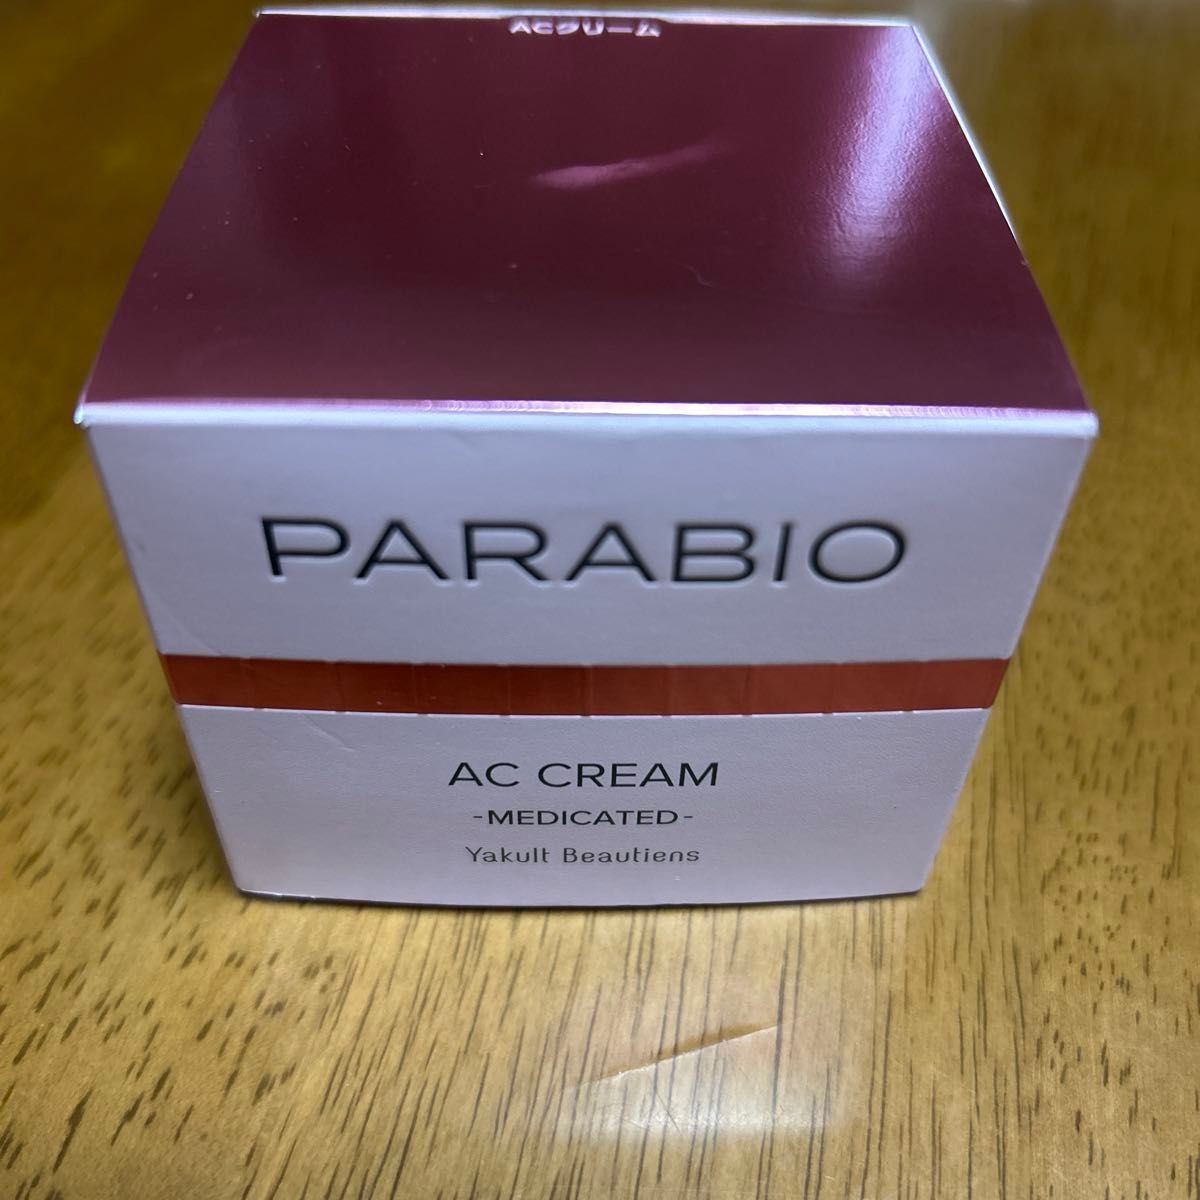 ACクリーム
PARABIO
AC CREAM
-MEDICATED-
Yakult Beautiens